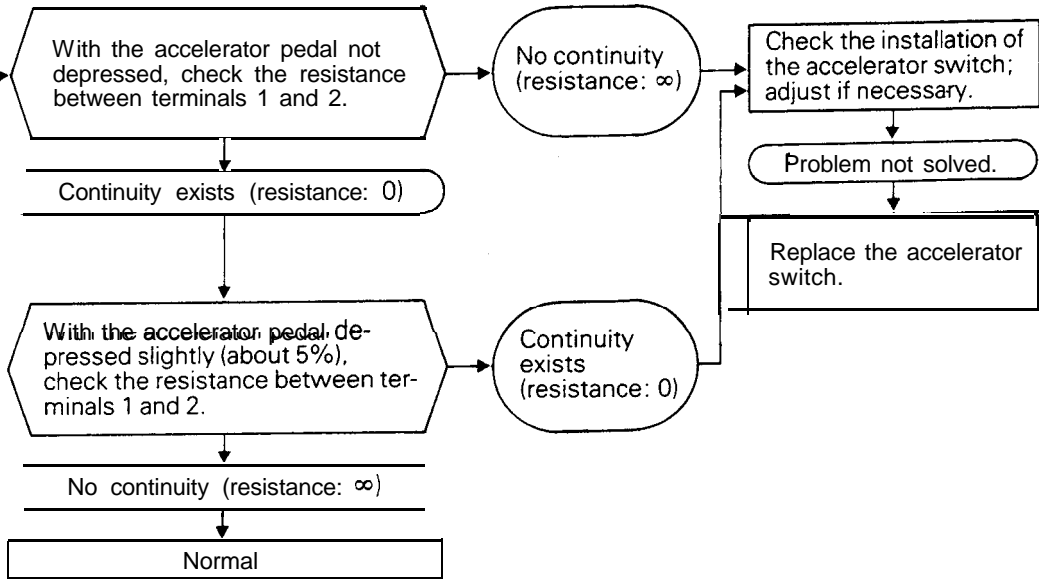 With the accelerator pedal not
depressed, check the resistance
between terminals 1 and 2.
No continuity
(resistance: ∞)
Check the installation of
the accelerator switch;
adjust if necessary.
Continuity exists (resistance: 0)
Problem not solved.
Replace the accelerator
switch.
With the accelerator pedal de-
pressed slightly (about 5%),
check the resistance between ter-
minals 1 and 2.
Continuity
exists
(resistance: 0)
No continuity (resistance: ∞)
Normal